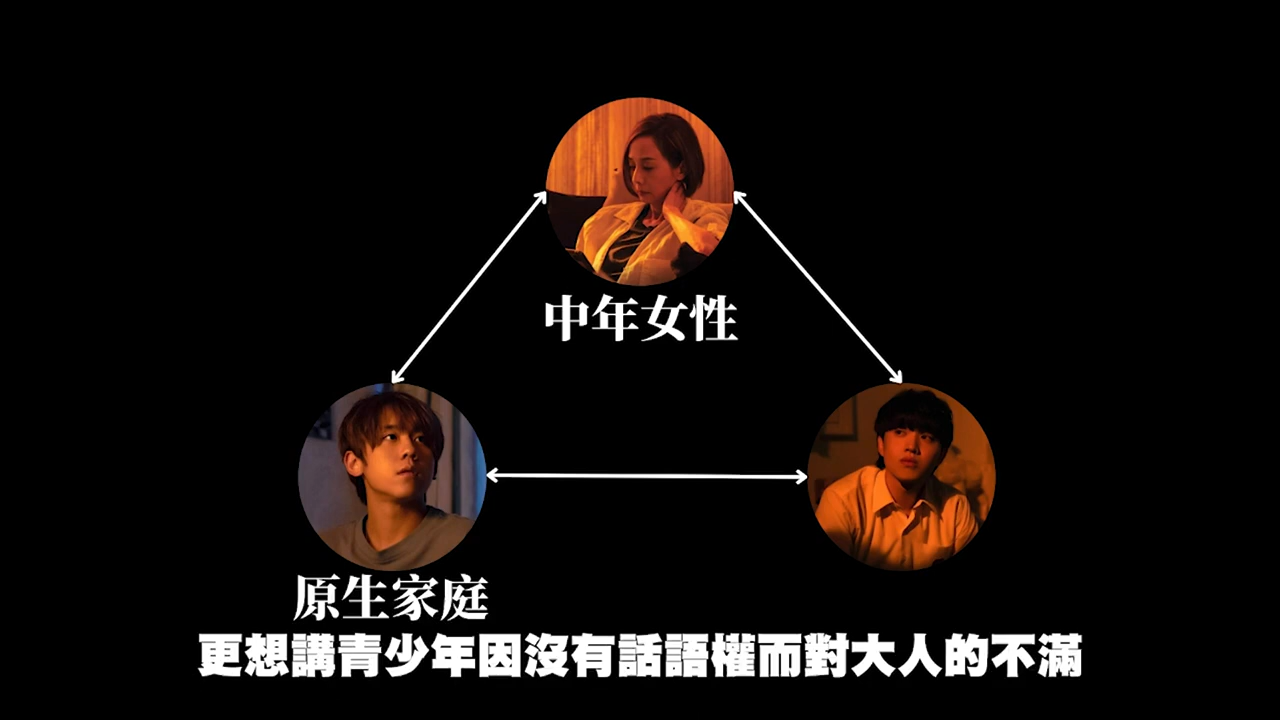 中年女性
原生家庭
更想講青少年因沒有話語權而對大人的不滿